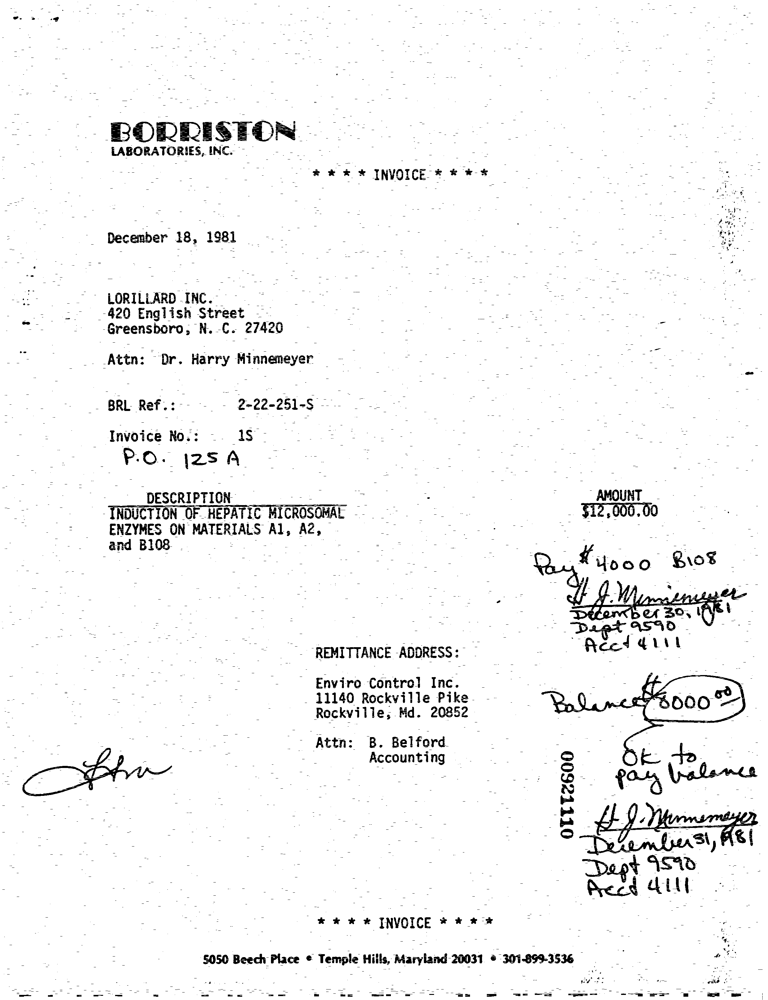 BORRISTON
LABORATORIES, INC.
* * * * INVOICE * * * *
December 18, 1981
LORILLARD INC.
420 English Street
Greensboro, N. C. 27420
Attn: Dr. Harry Minnemeyer
BRL Ref.: 2-22-251-S
Invoice No.: 1S
P.O. 125 A
DESCRIPTION AMOUNT
INDUCTION OF HEPATIC MICROSOMAL $12,000.00
ENZYMES ON MATERIALS A1, A2,
and B108
Pay $4000 B108
H. J. Minnemeyer
December 30, 1981
Dept 9590
Acct 4111
REMITTANCE ADDRESS:
Enviro Control Inc.
11140 Rockville Pike
Rockville, Md. 20852
Attn: B. Belford
Accounting
Balance $8000 00
OK to
pay balance
H. J. Minnemeyer
December 31, 1981
Dept 9590
Acct 4111
00921110
* * * * INVOICE * * * *
5050 Beech Place • Temple Hills, Maryland 20031 • 301-899-3536